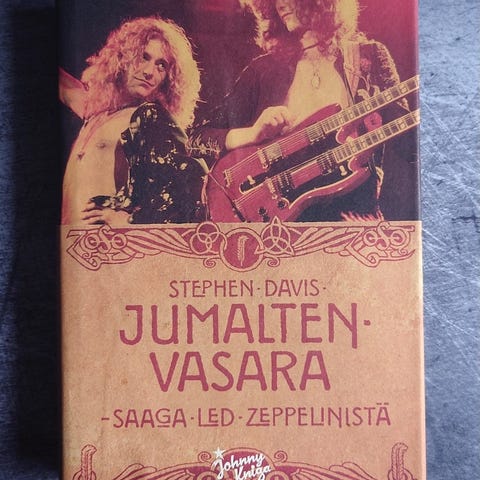 STEPHEN · DAVIS ·
JUMALTEN ·
VASARA
- SAAGA · LED · ZEPPELINISTÄ
Johnny
Kniga